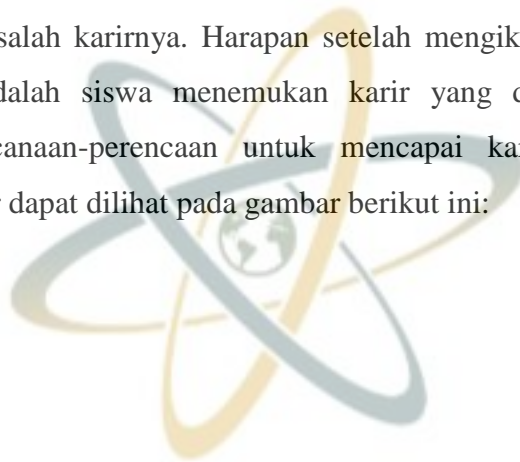 salah karirnya. Harapan setelah mengik
dalah siswa menemukan karir yang
canaan-perencaan untuk mencapai kar
dapat dilihat pada gambar berikut ini: